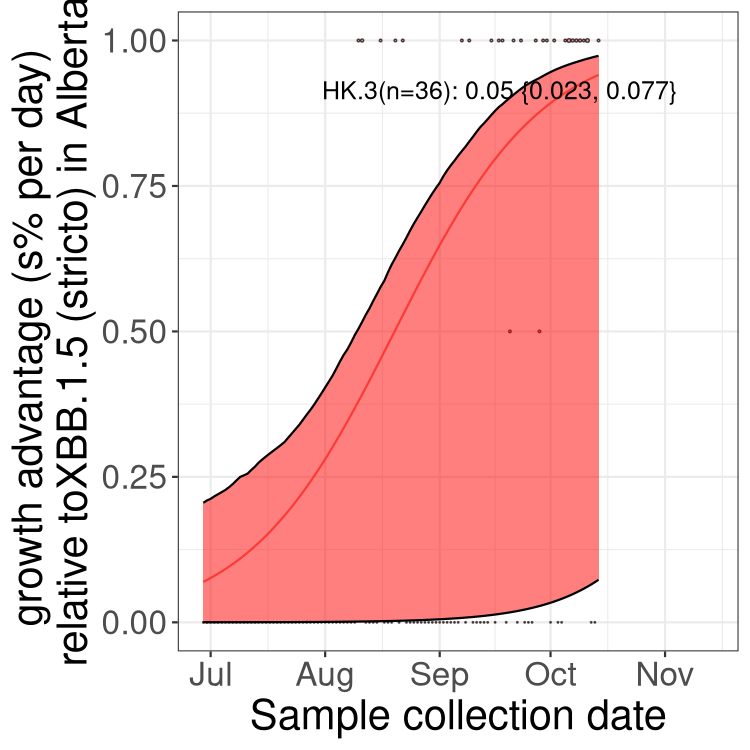 growth advantage (s% per day)
relative toXBB.1.5 (stricto) in Alberta
1.00
0.75
0.50
0.25
0.00
HK.3(n=36): 0.05 {0.023, 0.077}
Jul Aug Sep Oct Nov
Sample collection date